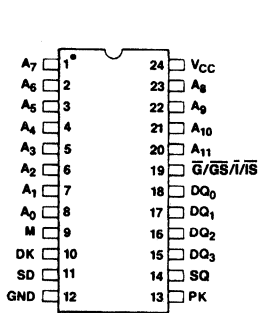 A7 1 24 VCC
A6 2 23 A8
A5 3 22 A9
A4 4 21 A10
A3 5 20 A11
A2 6 19 G̅/G̅S̅/I̅/I̅S̅
A1 7 18 DQ0
A0 8 17 DQ1
M 9 16 DQ2
DK 10 15 DQ3
SD 11 14 SQ
GND 12 13 PK